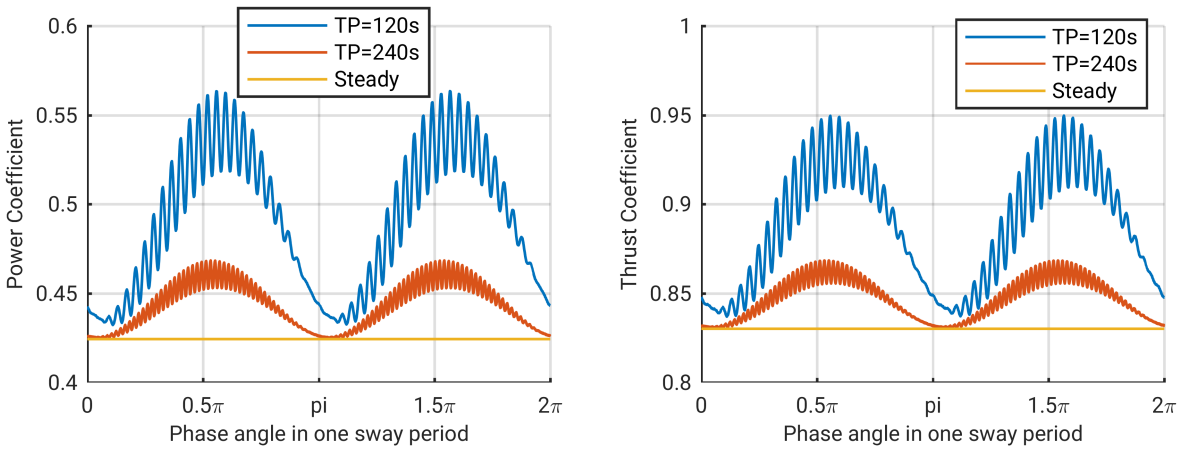 0.6
0.55
0.5
0.45
0.4
Power Coefficient
TP=120s
TP=240s
Steady
0
0.5π
pi
1.5π
2π
Phase angle in one sway period
1
0.95
0.9
0.85
0.8
Thrust Coefficient
TP=120s
TP=240s
Steady
0
0.5π
pi
1.5π
2π
Phase angle in one sway period